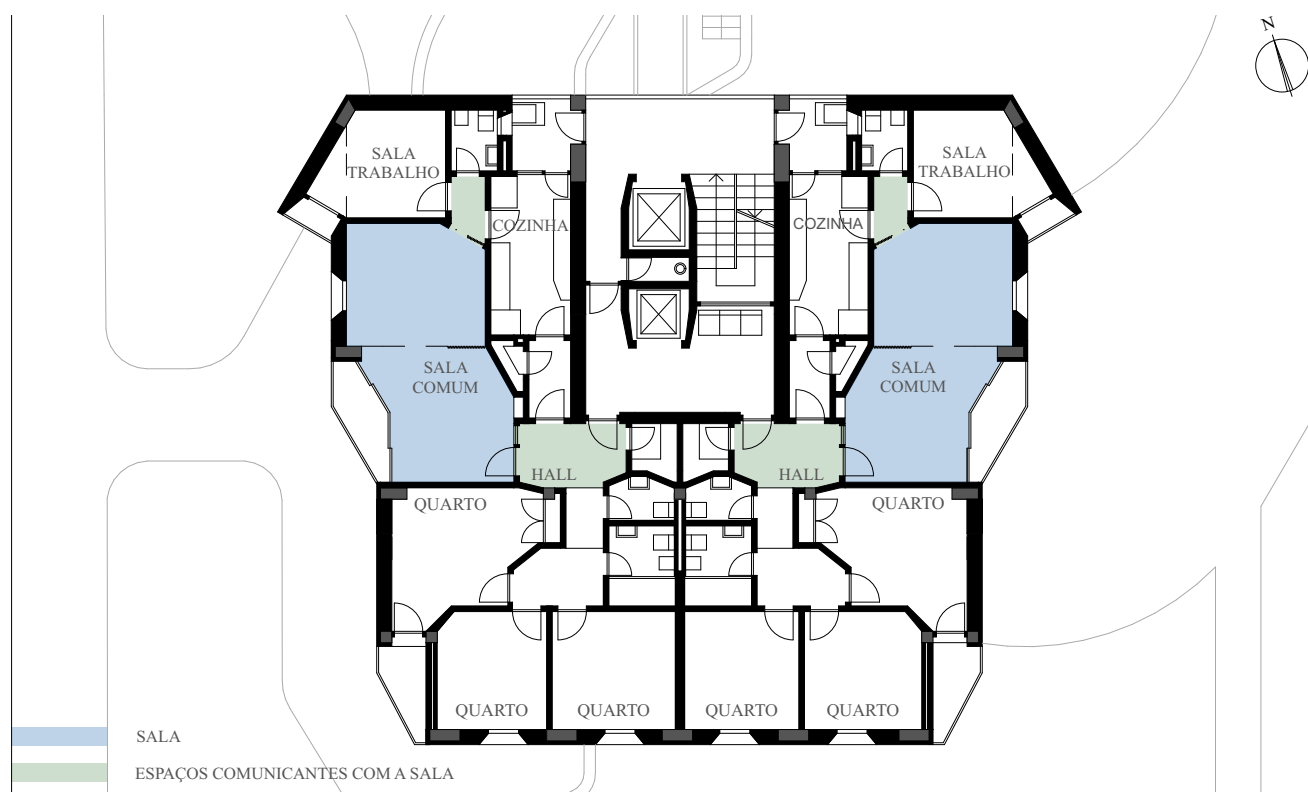 N
SALA
TRABALHO
SALA
TRABALHO
COZINHA
COZINHA
SALA
COMUM
SALA
COMUM
HALL
HALL
QUARTO
QUARTO
QUARTO
QUARTO
QUARTO
QUARTO
SALA
ESPAÇOS COMUNICANTES COM A SALA